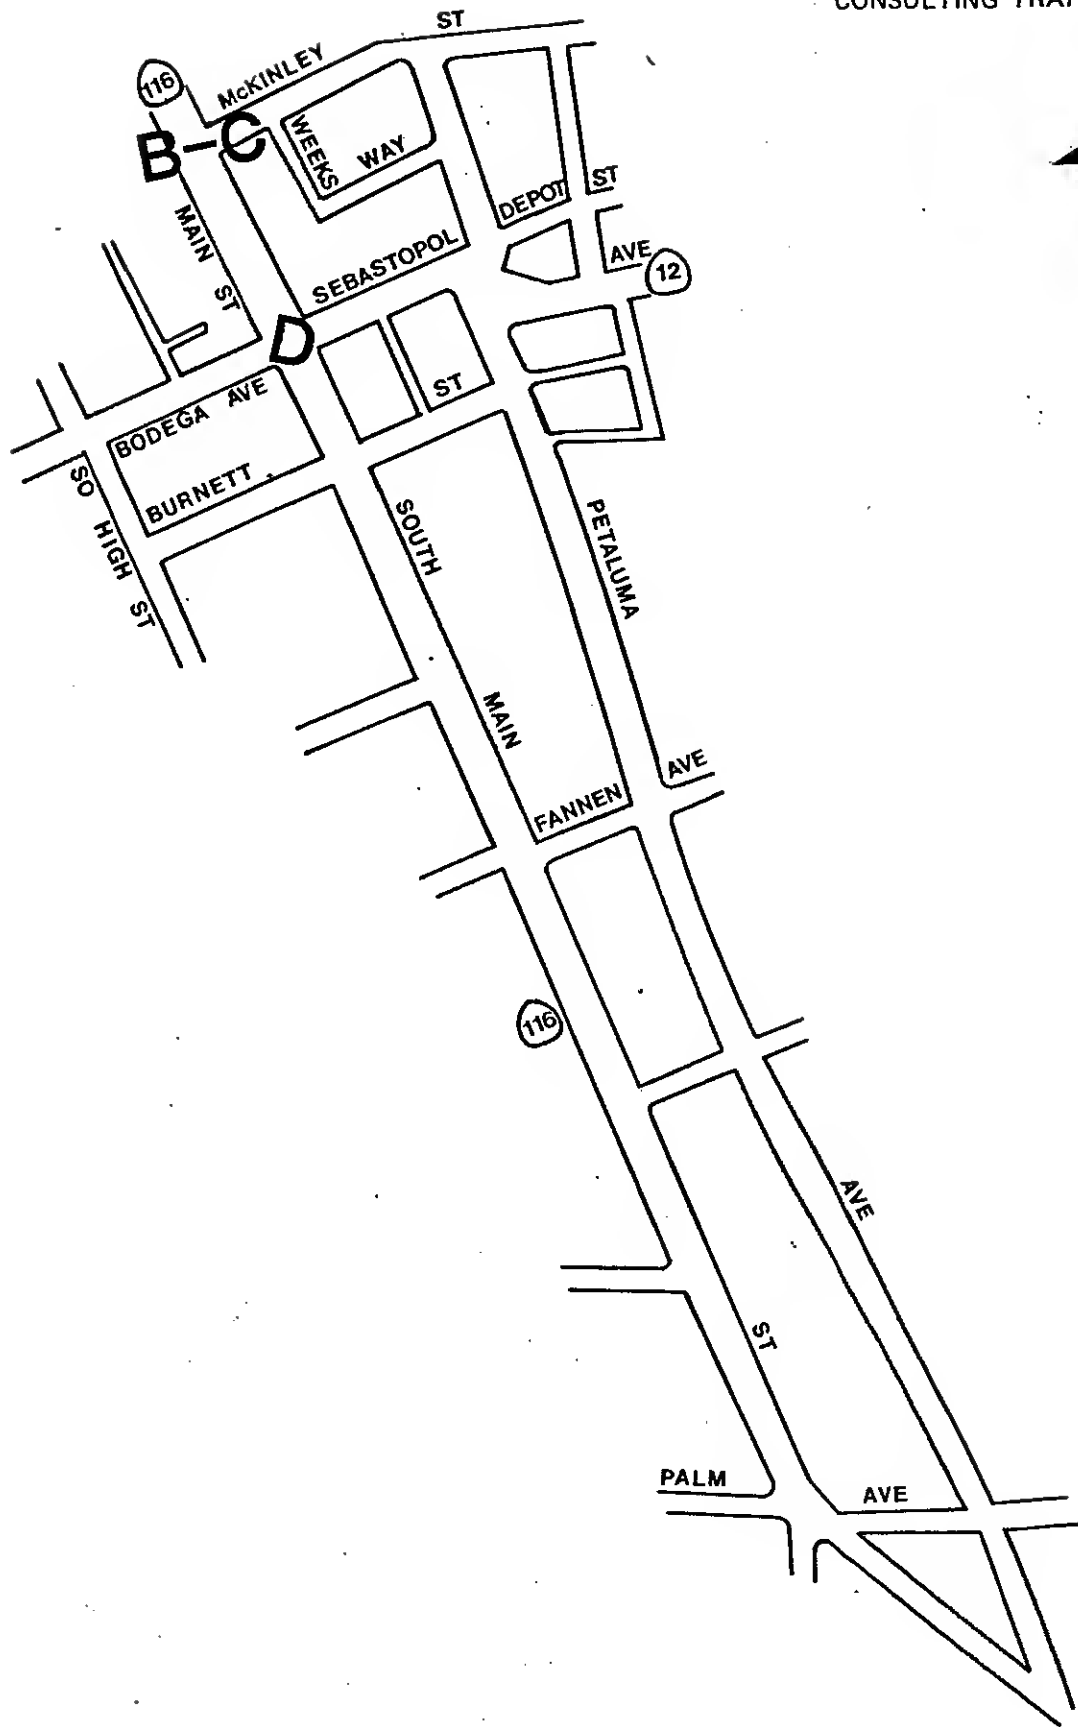 CONSULTING
ST
116
McKINLEY
B-C
WEEKS
WAY
ST
DEPOT
MAIN
ST
SEBASTOPOL
AVE
12
D
ST
BODEGA AVE
BURNETT
SO HIGH ST
SOUTH
PETALUMA
MAIN
AVE
FANNEN
116
AVE
ST
PALM
AVE